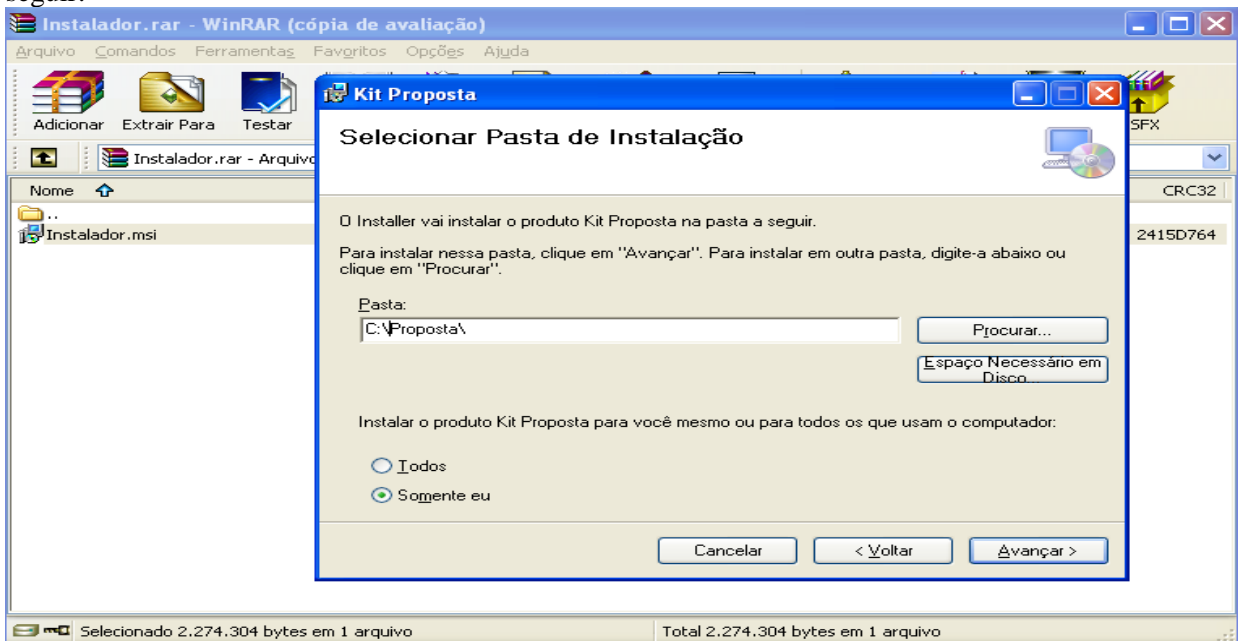 seguir:
Instalador.rar - WinRAR (cópia de avaliação)
Arquivo Comandos Ferramentas Favoritos Opções Ajuda
Adicionar Extrair Para Testar SFX
Instalador.rar - Arquivo
Nome CRC32
..
Instalador.msi 2415D764
Kit Proposta
Selecionar Pasta de Instalação
O Installer vai instalar o produto Kit Proposta na pasta a seguir.
Para instalar nessa pasta, clique em "Avançar". Para instalar em outra pasta, digite-a abaixo ou
clique em "Procurar".
Pasta:
C:\Proposta\
Procurar...
Espaço Necessário em
Disco...
Instalar o produto Kit Proposta para você mesmo ou para todos os que usam o computador:
Todos
Somente eu
Cancelar < Voltar Avançar >
Selecionado 2.274.304 bytes em 1 arquivo Total 2.274.304 bytes em 1 arquivo